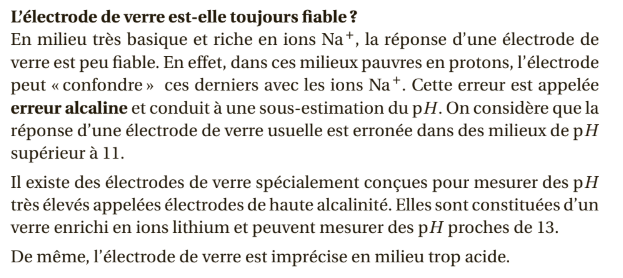 L'électrode de verre est-elle toujours fiable ?
En milieu très basique et riche en ions Na⁺, la réponse d'une électrode de
verre est peu fiable. En effet, dans ces milieux pauvres en protons, l'électrode
peut « confondre » ces derniers avec les ions Na⁺. Cette erreur est appelée
erreur alcaline et conduit à une sous-estimation du pH. On considère que la
réponse d'une électrode de verre usuelle est erronée dans des milieux de pH
supérieur à 11.
Il existe des électrodes de verre spécialement conçues pour mesurer des pH
très élevés appelées électrodes de haute alcalinité. Elles sont constituées d'un
verre enrichi en ions lithium et peuvent mesurer des pH proches de 13.
De même, l'électrode de verre est imprécise en milieu trop acide.